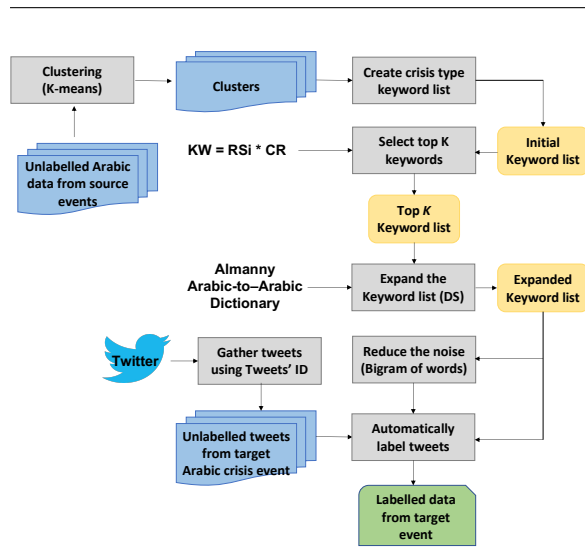 Clustering
(K-means)
Clusters
Create crisis type
keyword list
Unlabelled Arabic
data from source
events
KW = RSi * CR
Select top K
keywords
Initial
Keyword list
Top K
Keyword list
Almanny
Arabic-to–Arabic
Dictionary
Expand the
Keyword list (DS)
Expanded
Keyword list
Twitter
Gather tweets
using Tweets' ID
Reduce the noise
(Bigram of words)
Unlabelled tweets
from target
Arabic crisis event
Automatically
label tweets
Labelled data
from target
event